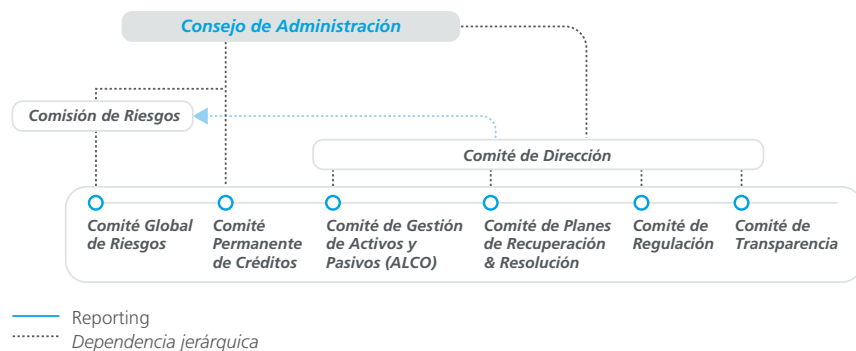 Consejo de Administración
Comisión de Riesgos
Comité de Dirección
Comité Global
de Riesgos
Comité
Permanente
de Créditos
Comité de Gestión
de Activos y
Pasivos (ALCO)
Comité de Planes
de Recuperación
& Resolución
Comité de
Regulación
Comité de
Transparencia
Reporting
Dependencia jerárquica